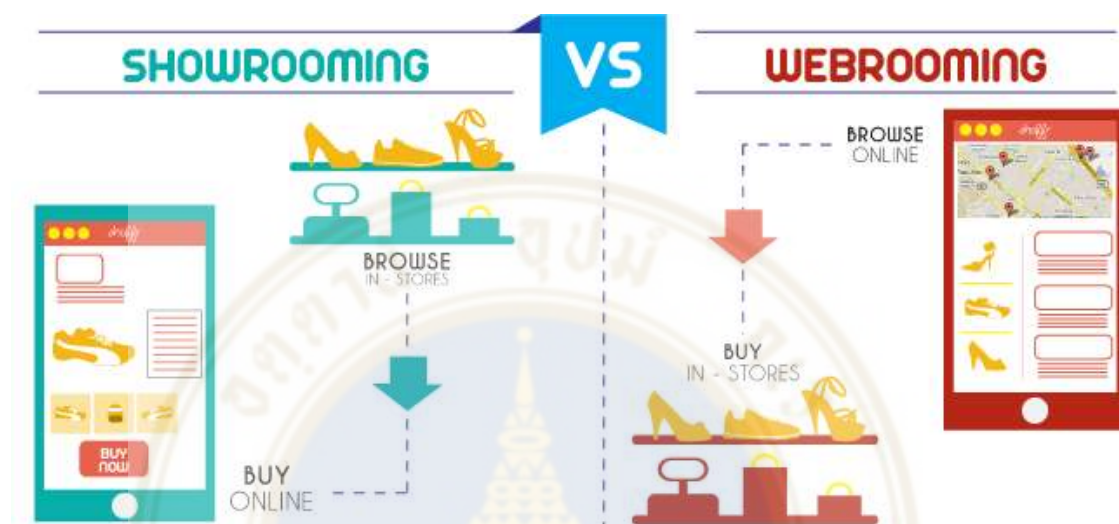 SHOWROOMING
VS
WEBROOMING
BROWSE
IN - STORES
BUY
NOW
BUY
ONLINE
BROWSE
ONLINE
BUY
IN - STORES